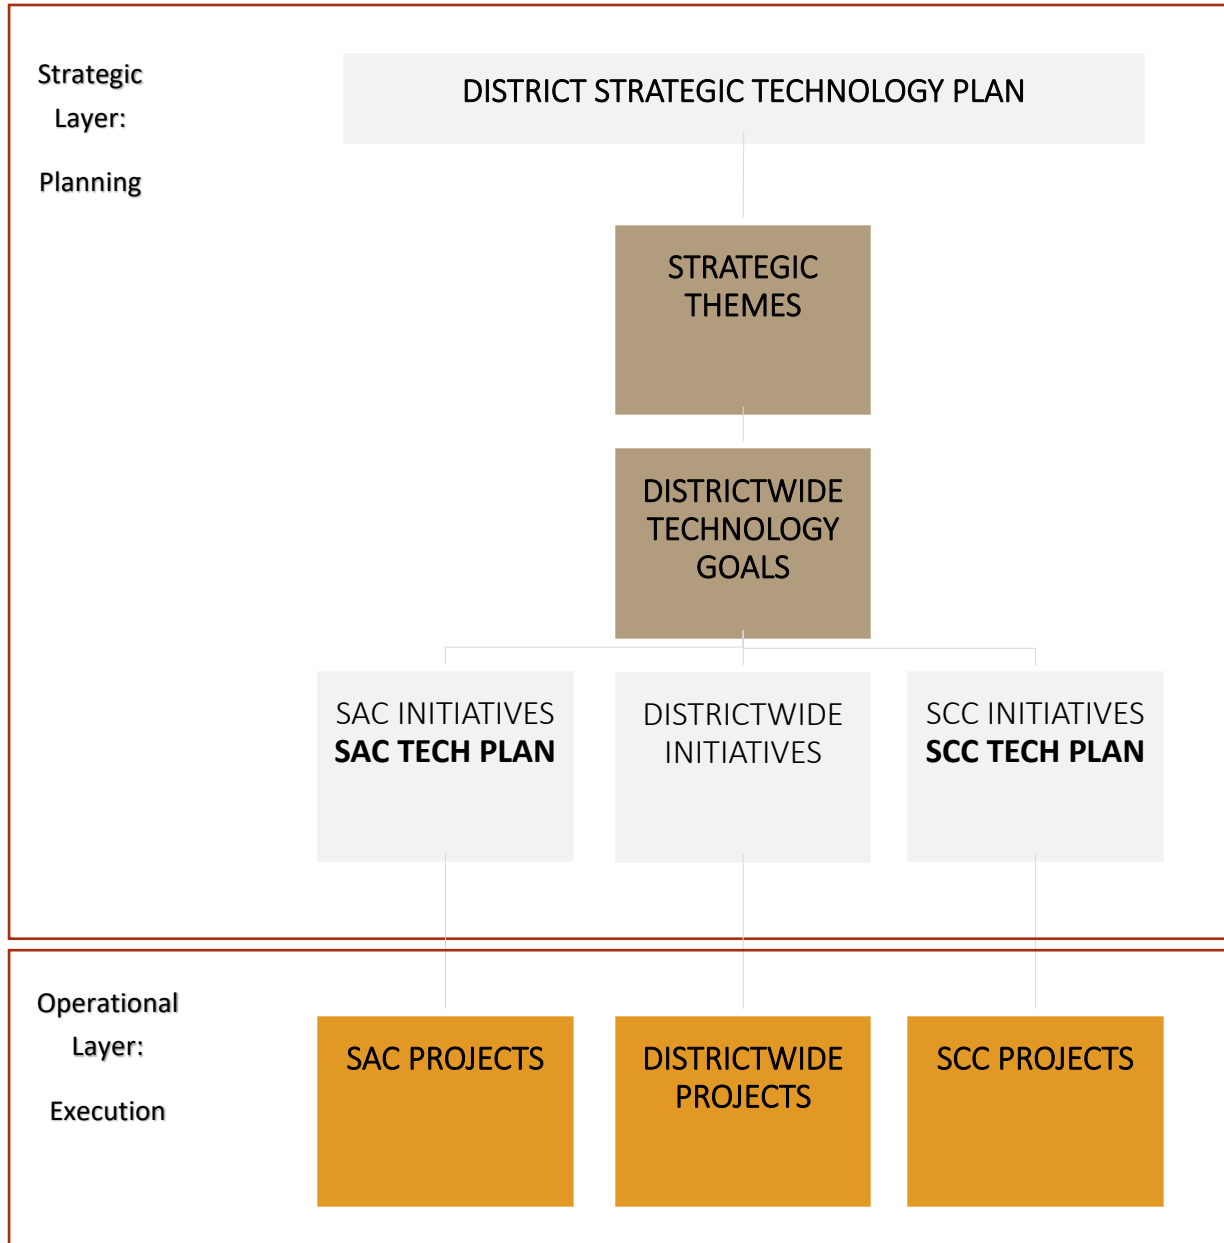 Strategic
Layer:
Planning
DISTRICT STRATEGIC TECHNOLOGY PLAN
STRATEGIC
THEMES
DISTRICTWIDE
TECHNOLOGY
GOALS
SAC INITIATIVES
SAC TECH PLAN
DISTRICTWIDE
INITIATIVES
SCC INITIATIVES
SCC TECH PLAN
Operational
Layer:
Execution
SAC PROJECTS
DISTRICTWIDE
PROJECTS
SCC PROJECTS